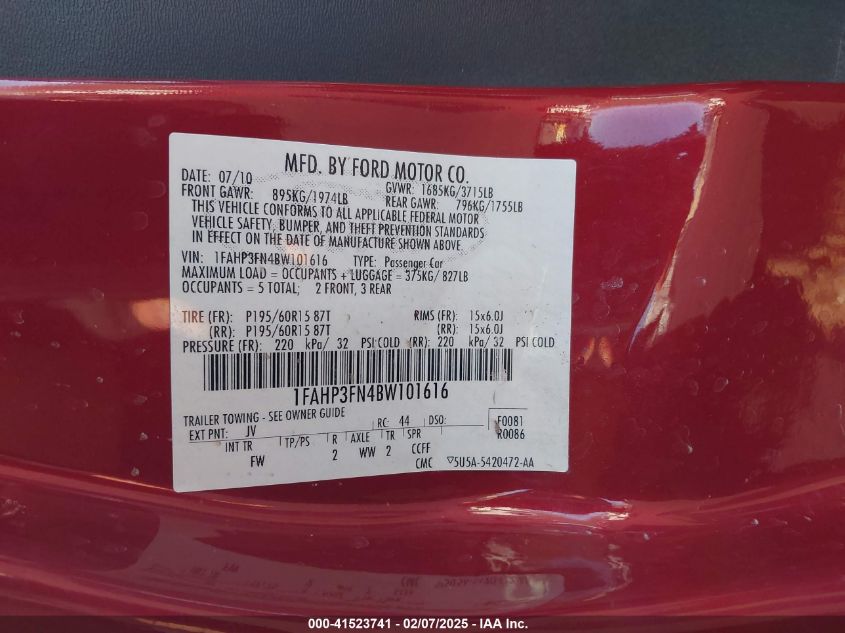 MFD. BY FORD MOTOR CO.
DATE: 07/10 GVWR: 1685KG/3715LB
FRONT GAWR: 895KG/1974LB REAR GAWR: 796KG/1755LB
THIS VEHICLE CONFORMS TO ALL APPLICABLE FEDERAL MOTOR
VEHICLE SAFETY, BUMPER, AND THEFT PREVENTION STANDARDS
IN EFFECT ON THE DATE OF MANUFACTURE SHOWN ABOVE.
VIN: 1FAHP3FN4BW101616 TYPE: Passenger Car
MAXIMUM LOAD = OCCUPANTS + LUGGAGE = 375KG/ 827LB
OCCUPANTS = 5 TOTAL; 2 FRONT, 3 REAR
TIRE (FR): P195/60R15 87T RIMS (FR): 15x6.0J
(RR): P195/60R15 87T (RR): 15x6.0J
PRESSURE (FR): 220 kPa/ 32 PSI COLD (RR): 220 kPa/ 32 PSI COLD
1FAHP3FN4BW101616
TRAILER TOWING - SEE OWNER GUIDE
EXT PNT: JV RC: 44 DSO: F0081
R0086
INT TR TP/PS R AXLE TR SPR
FW 2 WW 2 CCFF
CMC ▽5U5A-5420472-AA
000-41523741 - 02/07/2025 - IAA Inc.